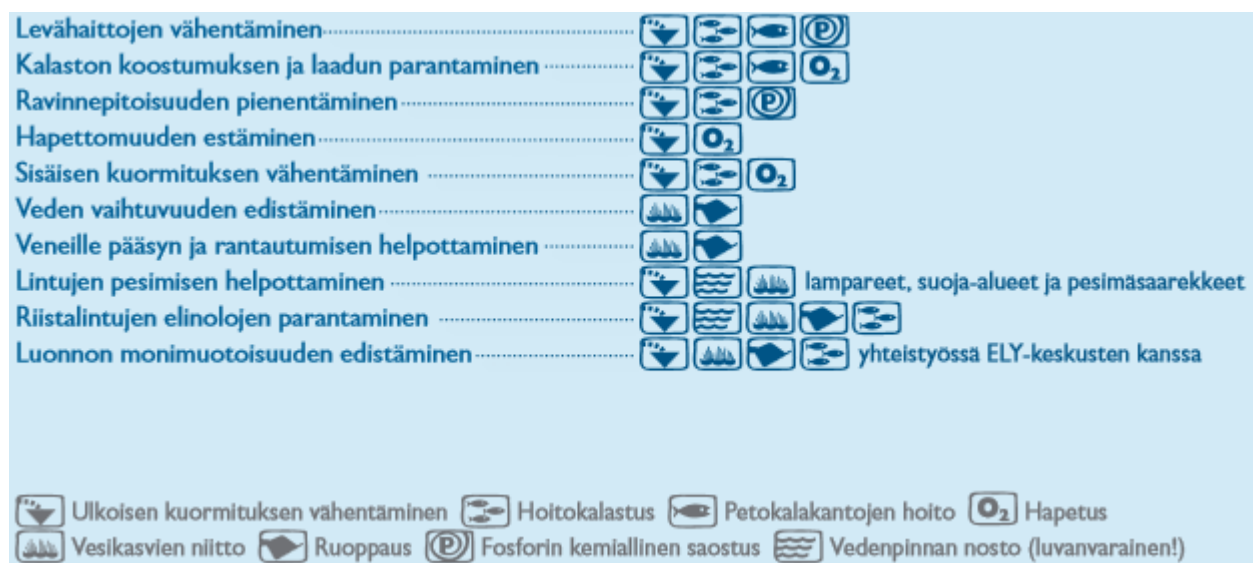 Levähaittojen vähentäminen P
Kalaston koostumuksen ja laadun parantaminen O₂
Ravinnepitoisuuden pienentäminen P
Hapettomuuden estäminen O₂
Sisäisen kuormituksen vähentäminen O₂
Veden vaihtuvuuden edistäminen
Veneille pääsyn ja rantautumisen helpottaminen
Lintujen pesimisen helpottaminen lampareet, suoja-alueet ja pesimäsaarekkeet
Riistalintujen elinolojen parantaminen
Luonnon monimuotoisuuden edistäminen yhteistyössä ELY-keskusten kanssa
Ulkoisen kuormituksen vähentäminen Hoitokalastus Petokalakantojen hoito O₂ Hapetus
Vesikasvien niitto Ruoppaus P Fosforin kemiallinen saostus Vedenpinnan nosto (luvanvarainen!)